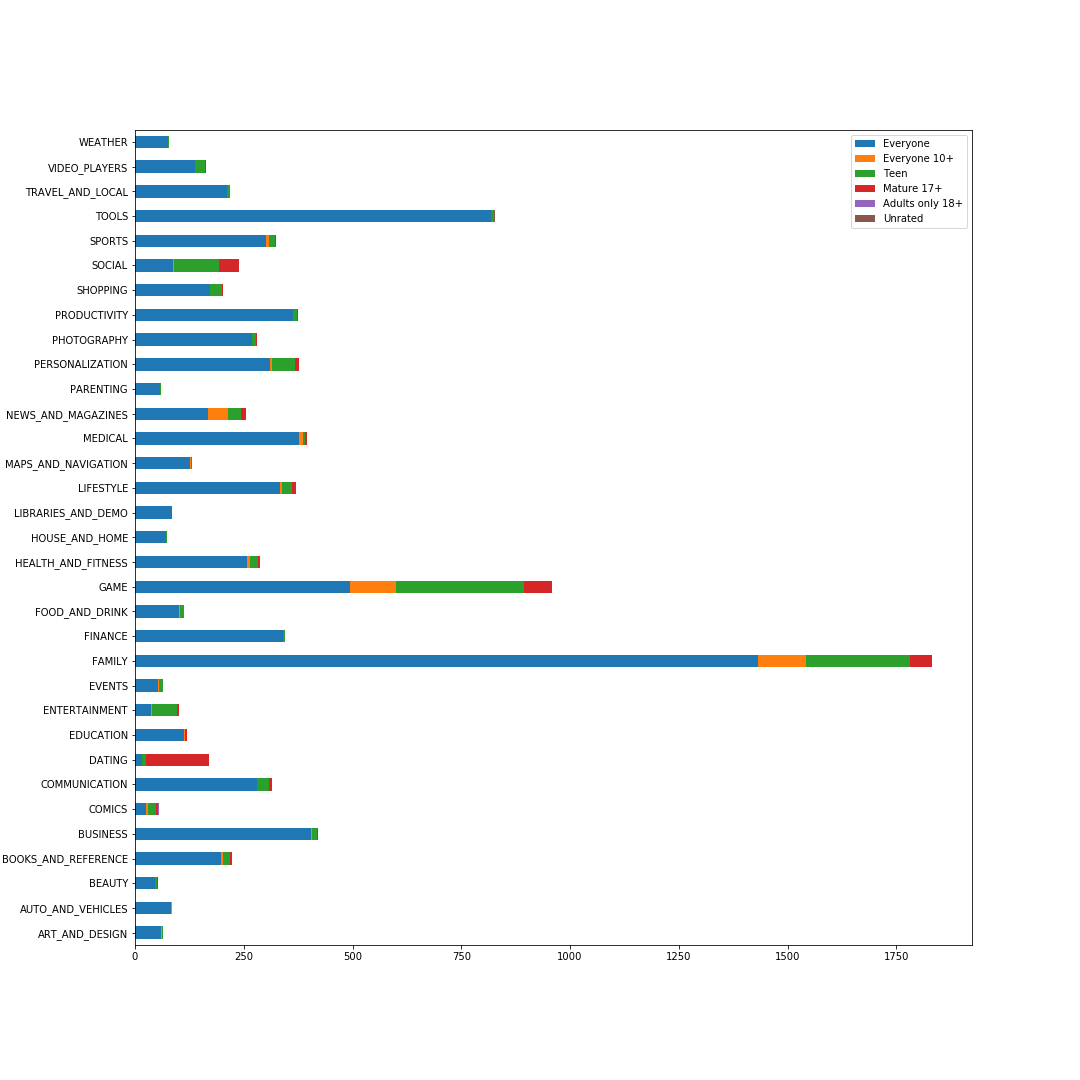 WEATHER
VIDEO_PLAYERS
TRAVEL_AND_LOCAL
TOOLS
SPORTS
SOCIAL
SHOPPING
PRODUCTIVITY
PHOTOGRAPHY
PERSONALIZATION
PARENTING
NEWS_AND_MAGAZINES
MEDICAL
MAPS_AND_NAVIGATION
LIFESTYLE
LIBRARIES_AND_DEMO
HOUSE_AND_HOME
HEALTH_AND_FITNESS
GAME
FOOD_AND_DRINK
FINANCE
FAMILY
EVENTS
ENTERTAINMENT
EDUCATION
DATING
COMMUNICATION
COMICS
BUSINESS
BOOKS_AND_REFERENCE
BEAUTY
AUTO_AND_VEHICLES
ART_AND_DESIGN
0 250 500 750 1000 1250 1500 1750
Everyone
Everyone 10+
Teen
Mature 17+
Adults only 18+
Unrated